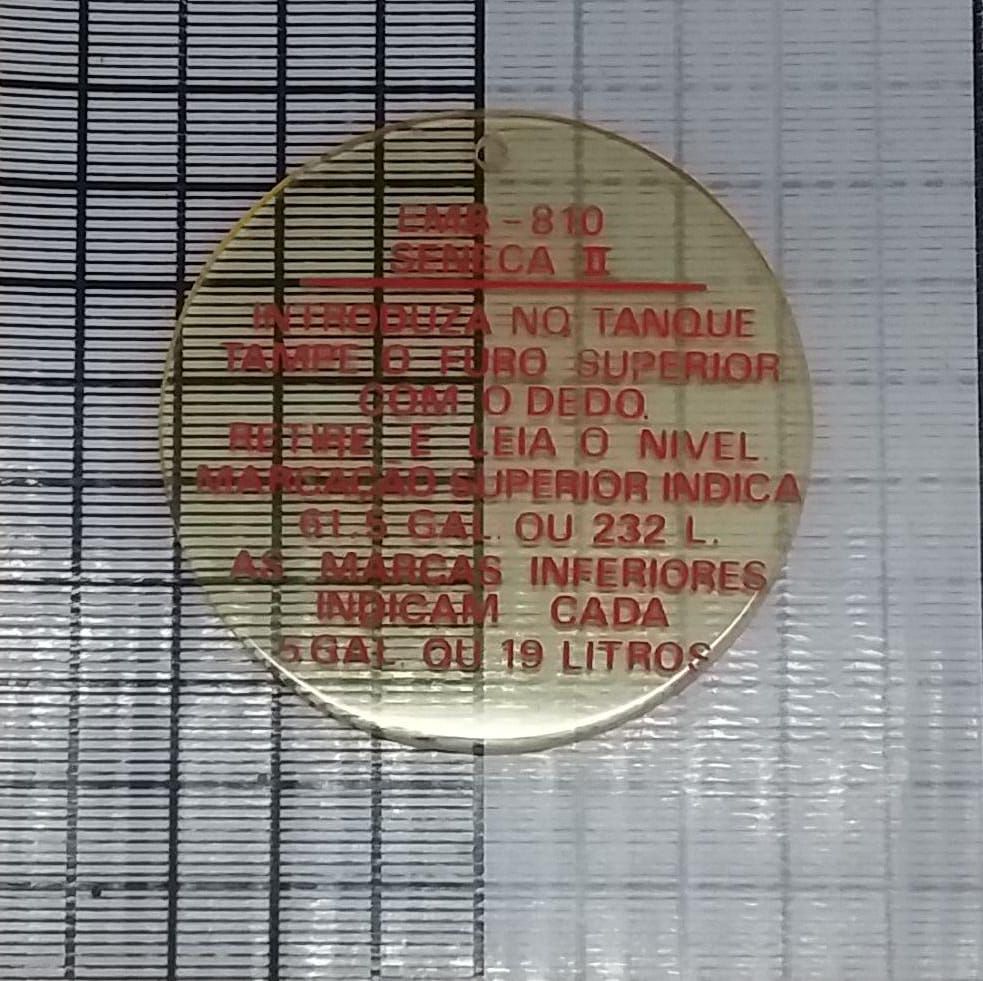 EMB-810
SENECA II
INTRODUZA NO TANQUE
TAMPE O FURO SUPERIOR
COM O DEDO.
RETIRE E LEIA O NIVEL.
MARCAÇÃO SUPERIOR INDICA
61.5 GAL. OU 232 L.
AS MARCAS INFERIORES
INDICAM CADA
5 GAL. OU 19 LITROS